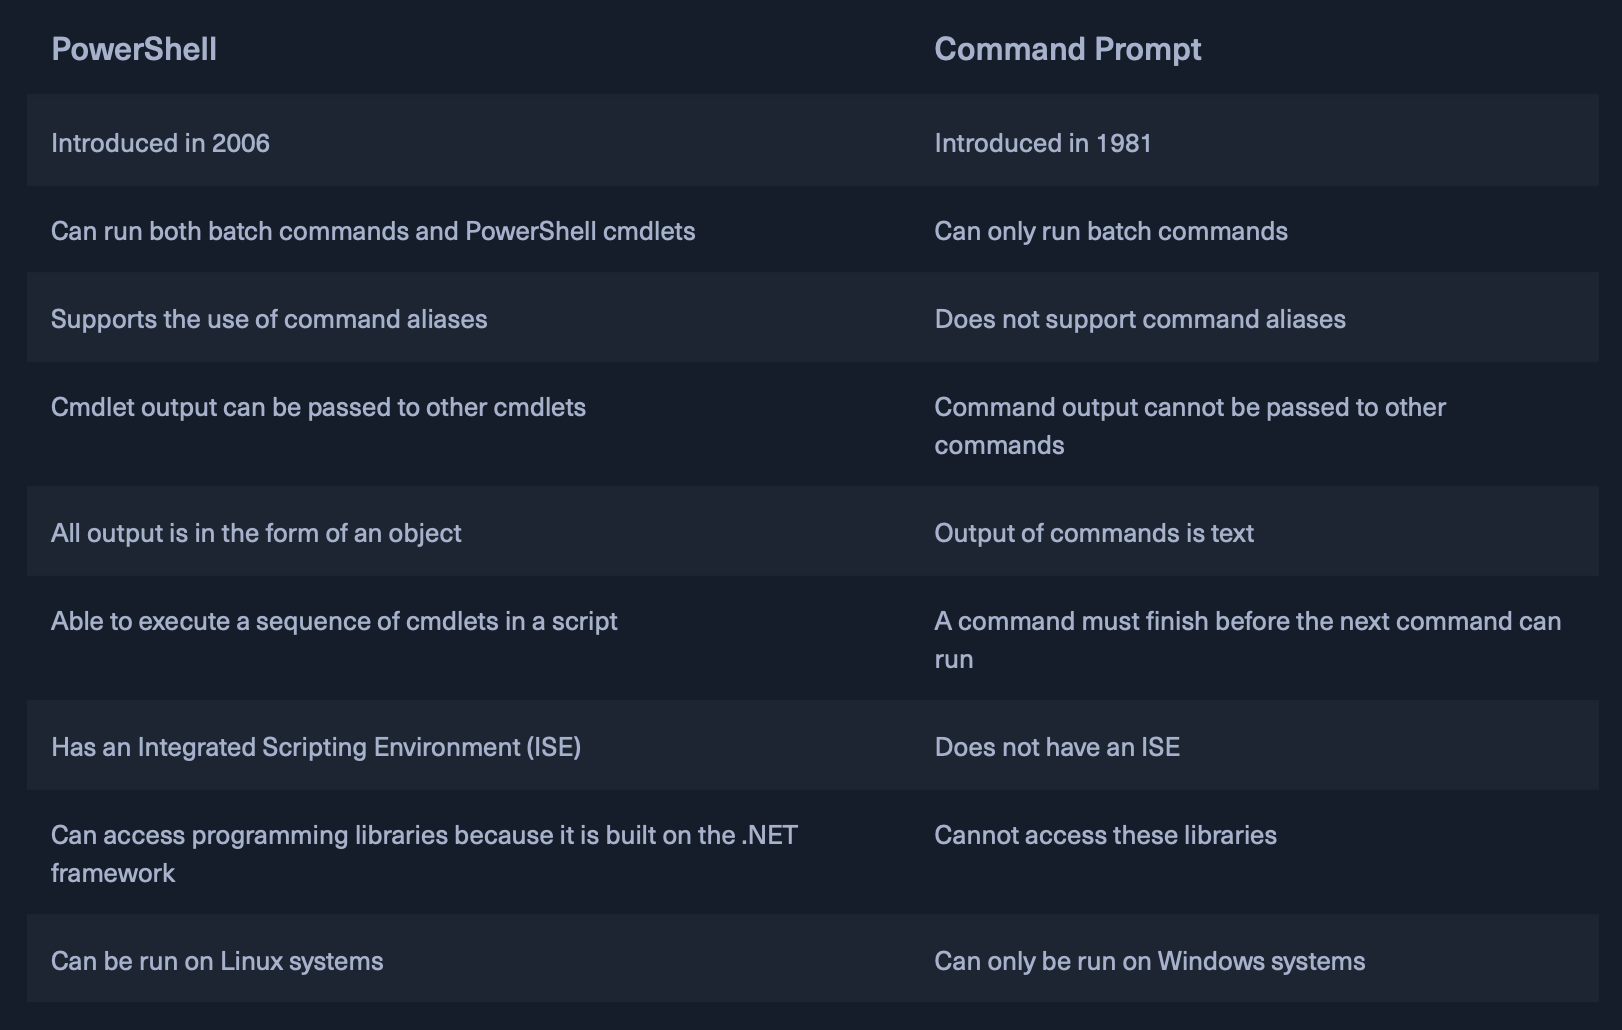 PowerShell
Command Prompt
Introduced in 2006
Introduced in 1981
Can run both batch commands and PowerShell cmdlets
Can only run batch commands
Supports the use of command aliases
Does not support command aliases
Cmdlet output can be passed to other cmdlets
Command output cannot be passed to other
commands
All output is in the form of an object
Output of commands is text
Able to execute a sequence of cmdlets in a script
A command must finish before the next command can
run
Has an Integrated Scripting Environment (ISE)
Does not have an ISE
Can access programming libraries because it is built on the .NET
framework
Cannot access these libraries
Can be run on Linux systems
Can only be run on Windows systems